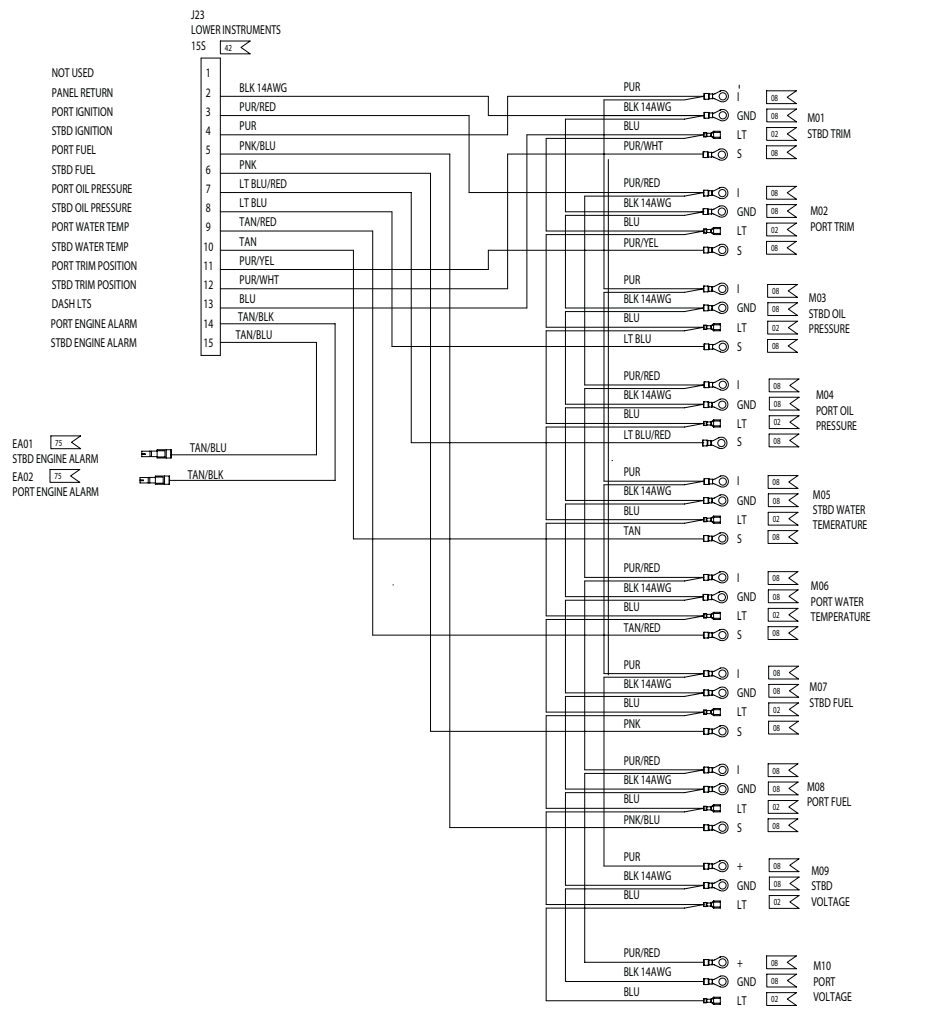 J23
LOWER INSTRUMENTS
15S 42
NOT USED 1
PANEL RETURN 2 BLK 14AWG
PORT IGNITION 3 PUR/RED
STBD IGNITION 4 PUR
PORT FUEL 5 PNK/BLU
STBD FUEL 6 PNK
PORT OIL PRESSURE 7 LT BLU/RED
STBD OIL PRESSURE 8 LT BLU
PORT WATER TEMP 9 TAN/RED
STBD WATER TEMP 10 TAN
PORT TRIM POSITION 11 PUR/YEL
STBD TRIM POSITION 12 PUR/WHT
DASH LTS 13 BLU
PORT ENGINE ALARM 14 TAN/BLK
STBD ENGINE ALARM 15 TAN/BLU
EA01 75
STBD ENGINE ALARM TAN/BLU
EA02 75
PORT ENGINE ALARM TAN/BLK
PUR I 08
BLK 14AWG GND 08 M01
BLU LT 02 STBD TRIM
PUR/WHT S 08
PUR/RED I 08
BLK 14AWG GND 08 M02
BLU LT 02 PORT TRIM
PUR/YEL S 08
PUR I 08 M03
BLK 14AWG GND 08 STBD OIL
BLU LT 02 PRESSURE
LT BLU S 08
PUR/RED I 08 M04
BLK 14AWG GND 08 PORT OIL
BLU LT 02 PRESSURE
LT BLU/RED S 08
PUR I 08 M05
BLK 14AWG GND 08 STBD WATER
BLU LT 02 TEMERATURE
TAN S 08
PUR/RED I 08 M06
BLK 14AWG GND 08 PORT WATER
BLU LT 02 TEMPERATURE
TAN/RED S 08
PUR I 08 M07
BLK 14AWG GND 08 STBD FUEL
BLU LT 02
PNK S 08
PUR/RED I 08
BLK 14AWG GND 08 M08
BLU LT 02 PORT FUEL
PNK/BLU S 08
PUR + 08 M09
BLK 14AWG GND 08 STBD
BLU LT 02 VOLTAGE
PUR/RED + 08 M10
BLK 14AWG GND 08 PORT
BLU LT 02 VOLTAGE